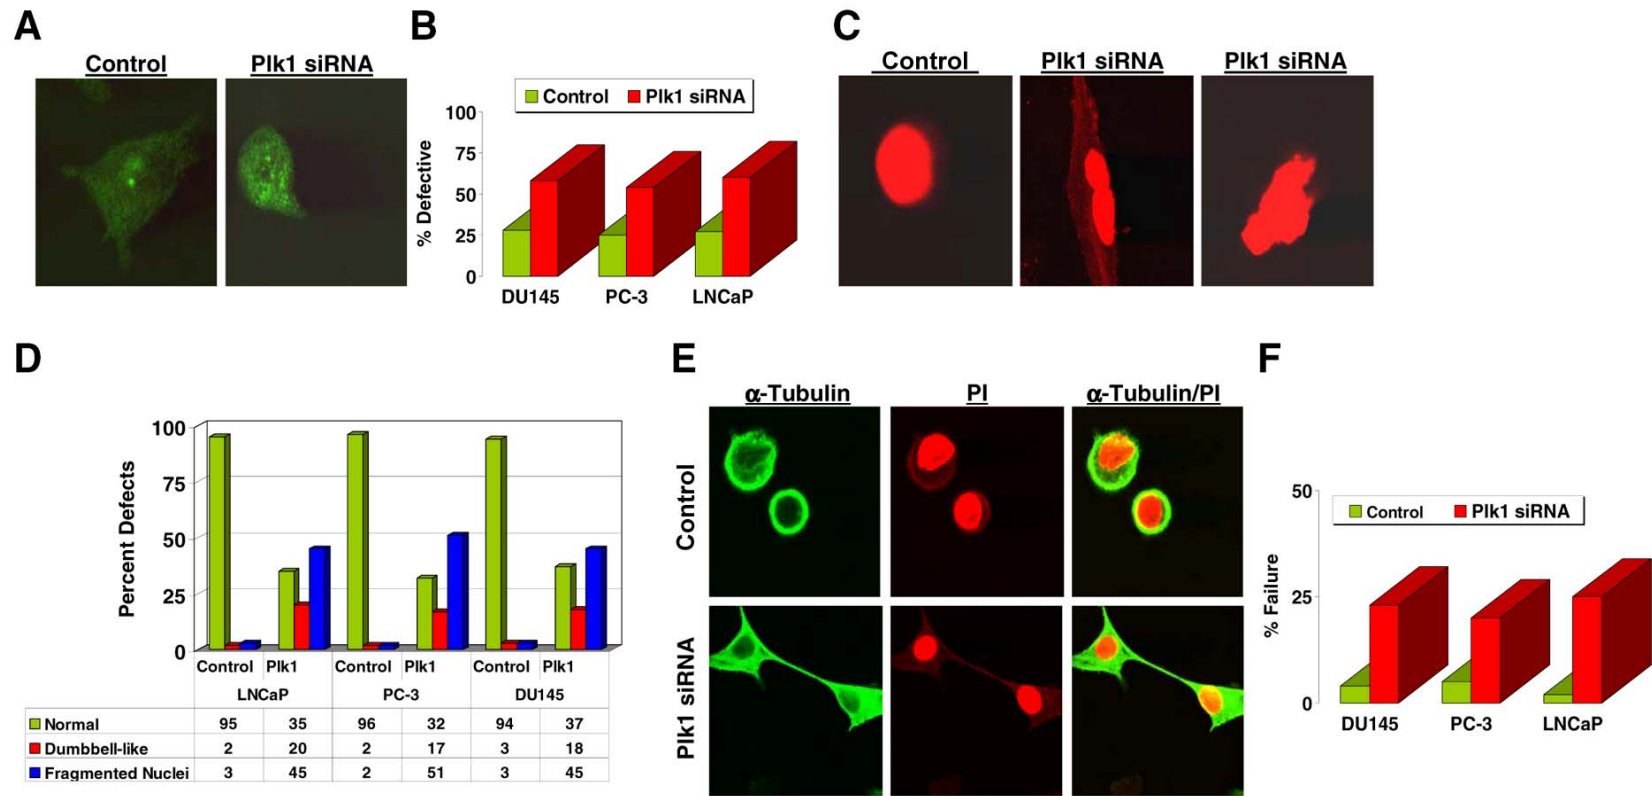 A
Control
Plk1 siRNA
B
Control Plk1 siRNA
% Defective
100
75
50
25
0
DU145 PC-3 LNCaP
C
Control
Plk1 siRNA
Plk1 siRNA
D
Percent Defects
100
75
50
25
0
Control Plk1 Control Plk1 Control Plk1
LNCaP PC-3 DU145
Normal 95 35 96 32 94 37
Dumbbell-like 2 20 2 17 3 18
Fragmented Nuclei 3 45 2 51 3 45
E
α-Tubulin PI α-Tubulin/PI
Control
Plk1 siRNA
F
Control Plk1 siRNA
% Failure
50
25
0
DU145 PC-3 LNCaP